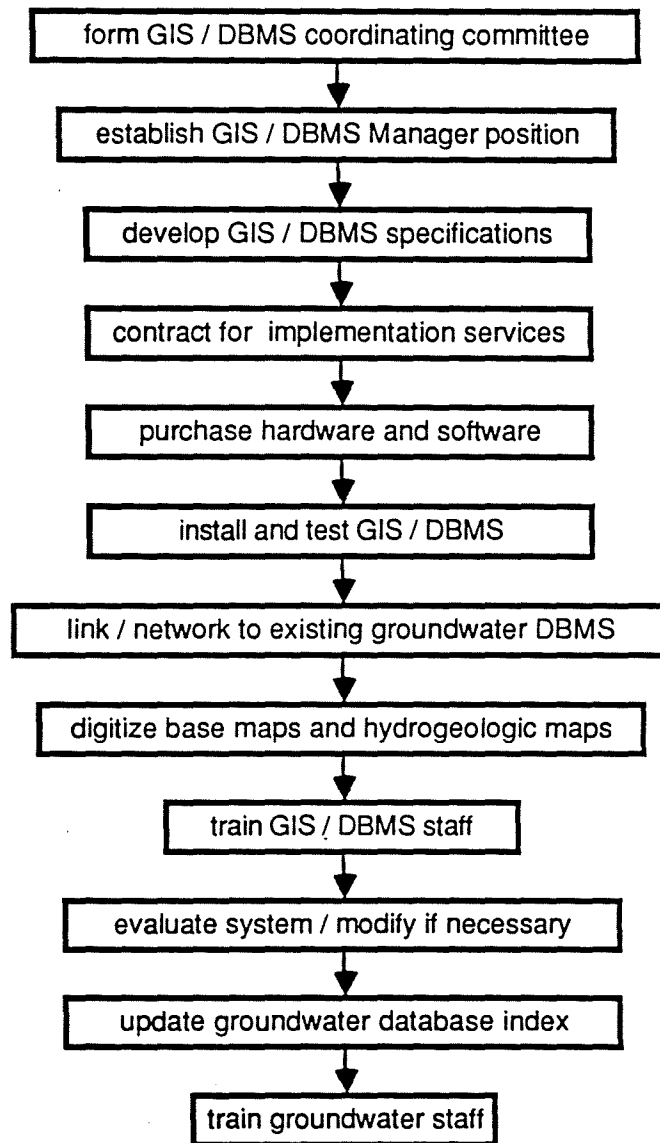 form GIS / DBMS coordinating committee
establish GIS / DBMS Manager position
develop GIS / DBMS specifications
contract for implementation services
purchase hardware and software
install and test GIS / DBMS
link / network to existing groundwater DBMS
digitize base maps and hydrogeologic maps
train GIS / DBMS staff
evaluate system / modify if necessary
update groundwater database index
train groundwater staff